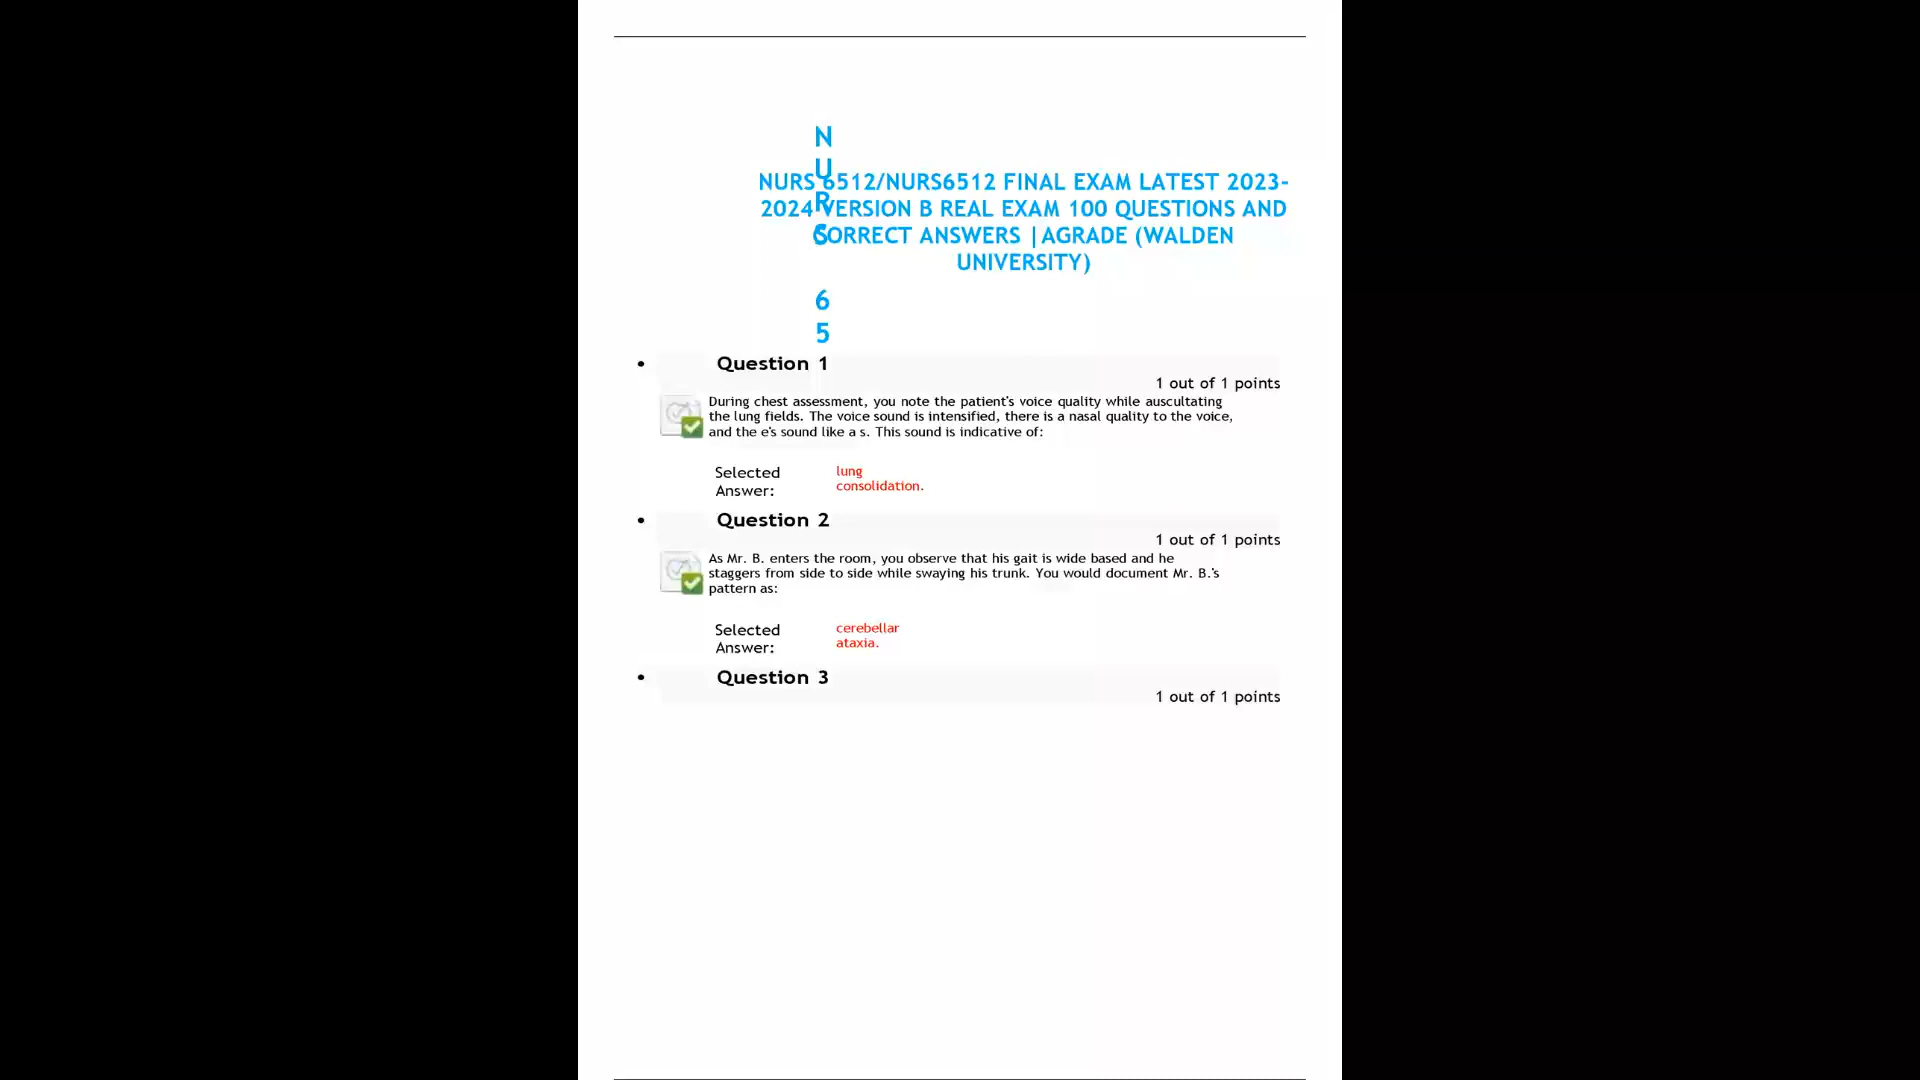 N
U
R
S
NURS 6512/NURS6512 FINAL EXAM LATEST 2023-
2024 VERSION B REAL EXAM 100 QUESTIONS AND
CORRECT ANSWERS |AGRADE (WALDEN
UNIVERSITY)
6
5
• Question 1
1 out of 1 points
During chest assessment, you note the patient's voice quality while auscultating
the lung fields. The voice sound is intensified, there is a nasal quality to the voice,
and the e's sound like a s. This sound is indicative of:
Selected
Answer:
lung
consolidation.
• Question 2
1 out of 1 points
As Mr. B. enters the room, you observe that his gait is wide based and he
staggers from side to side while swaying his trunk. You would document Mr. B.'s
pattern as:
Selected
Answer:
cerebellar
ataxia.
• Question 3
1 out of 1 points